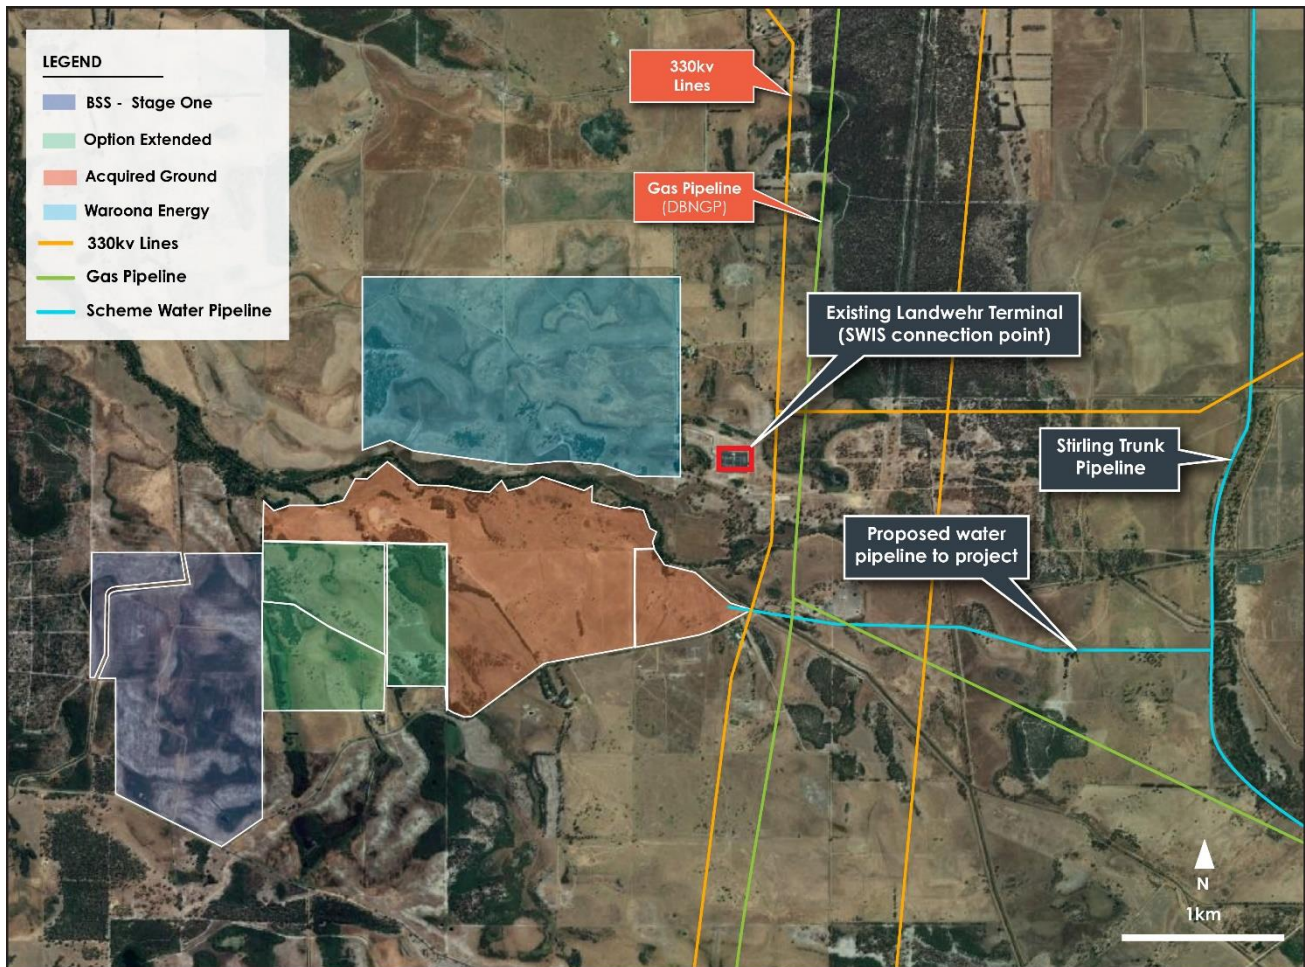 LEGEND
BSS - Stage One
Option Extended
Acquired Ground
Waroona Energy
330kv Lines
Gas Pipeline
Scheme Water Pipeline
330kv
Lines
Gas Pipeline
(DBNGP)
Existing Landwehr Terminal
(SWIS connection point)
Stirling Trunk
Pipeline
Proposed water
pipeline to project
N
1km